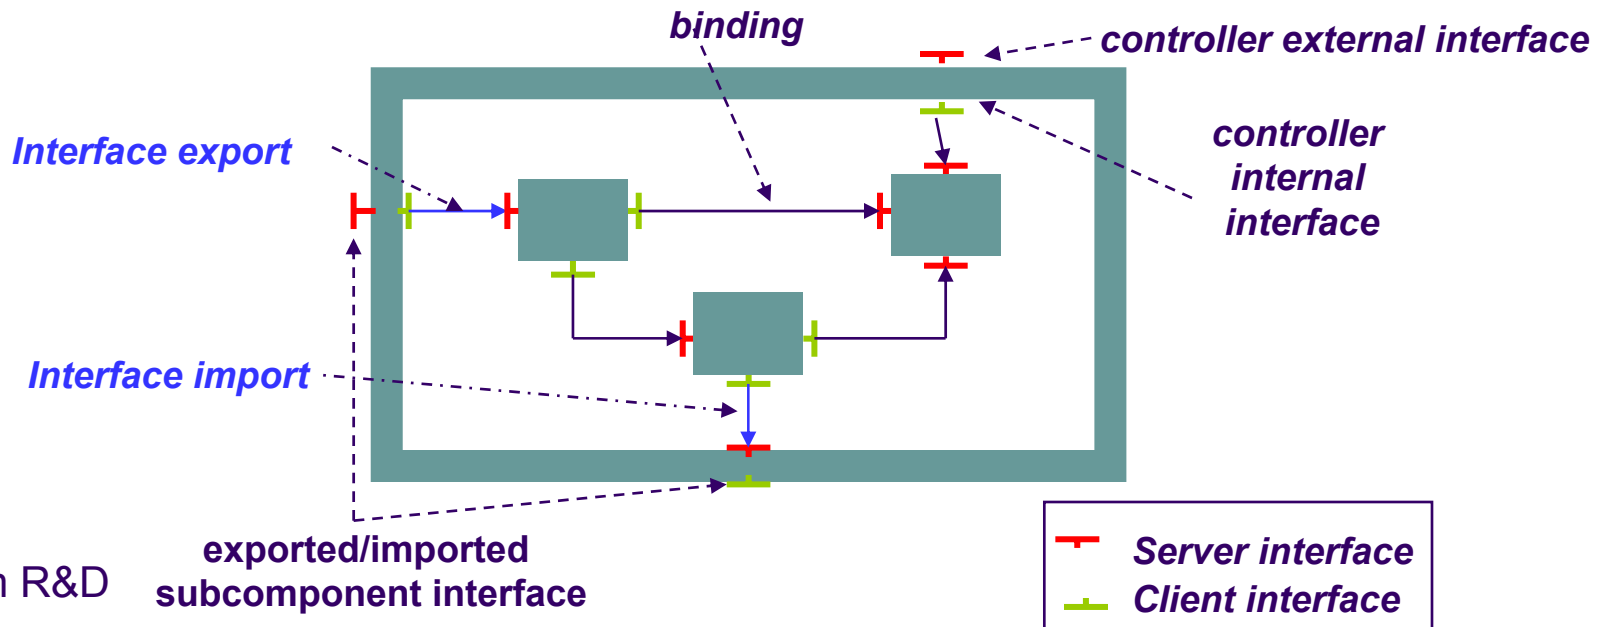 binding
controller external interface
Interface export
controller
internal
interface
Interface import
exported/imported
subcomponent interface
R&D
Server interface
Client interface